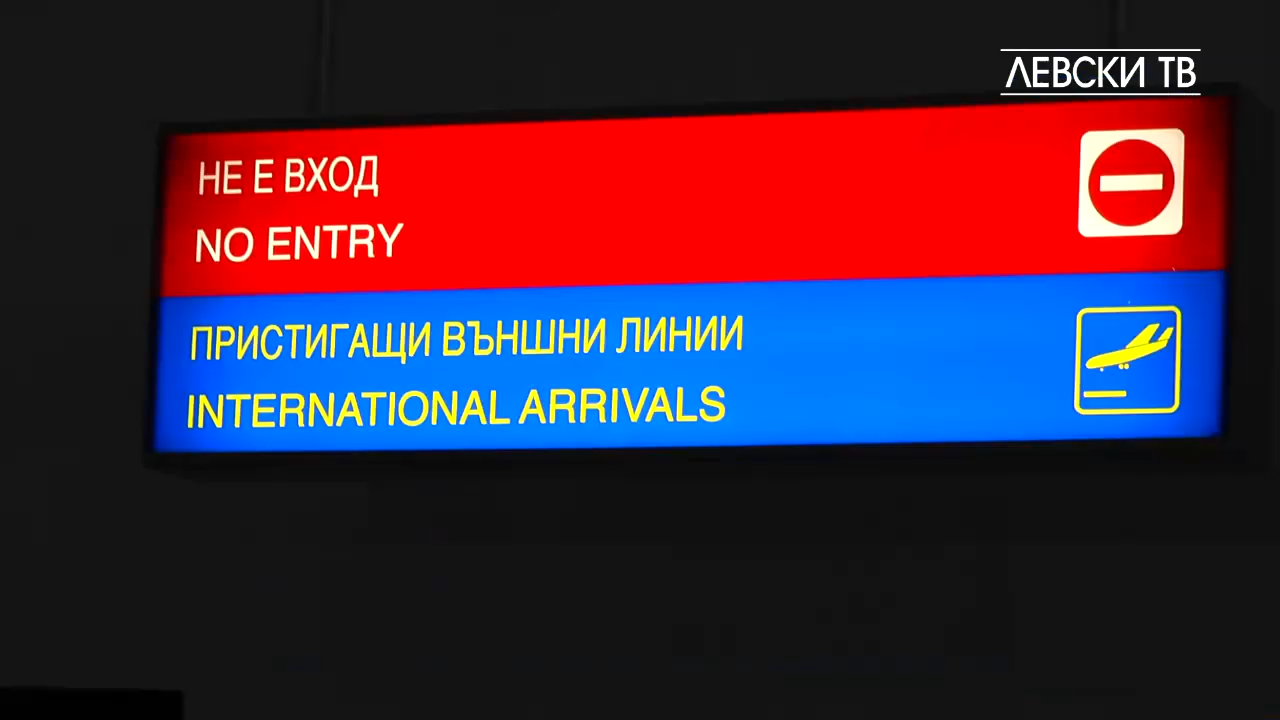 ЛЕВСКИ ТВ
НЕ Е ВХОД
NO ENTRY
ПРИСТИГАЩИ ВЪНШНИ ЛИНИИ
INTERNATIONAL ARRIVALS